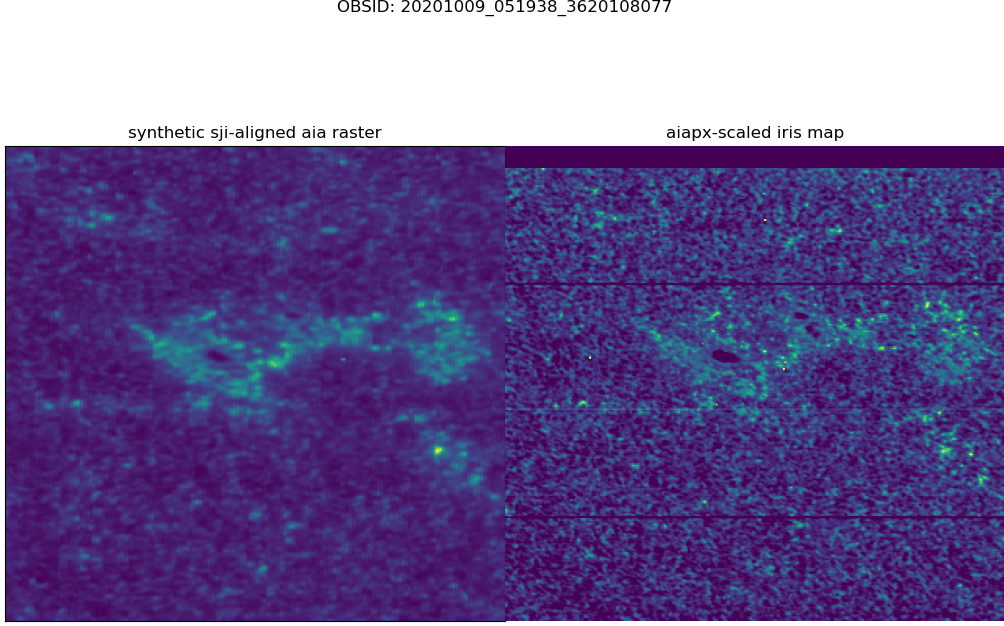 OBSID: 20201009_051938_3620108077
synthetic sji-aligned aia raster
aiapx-scaled iris map